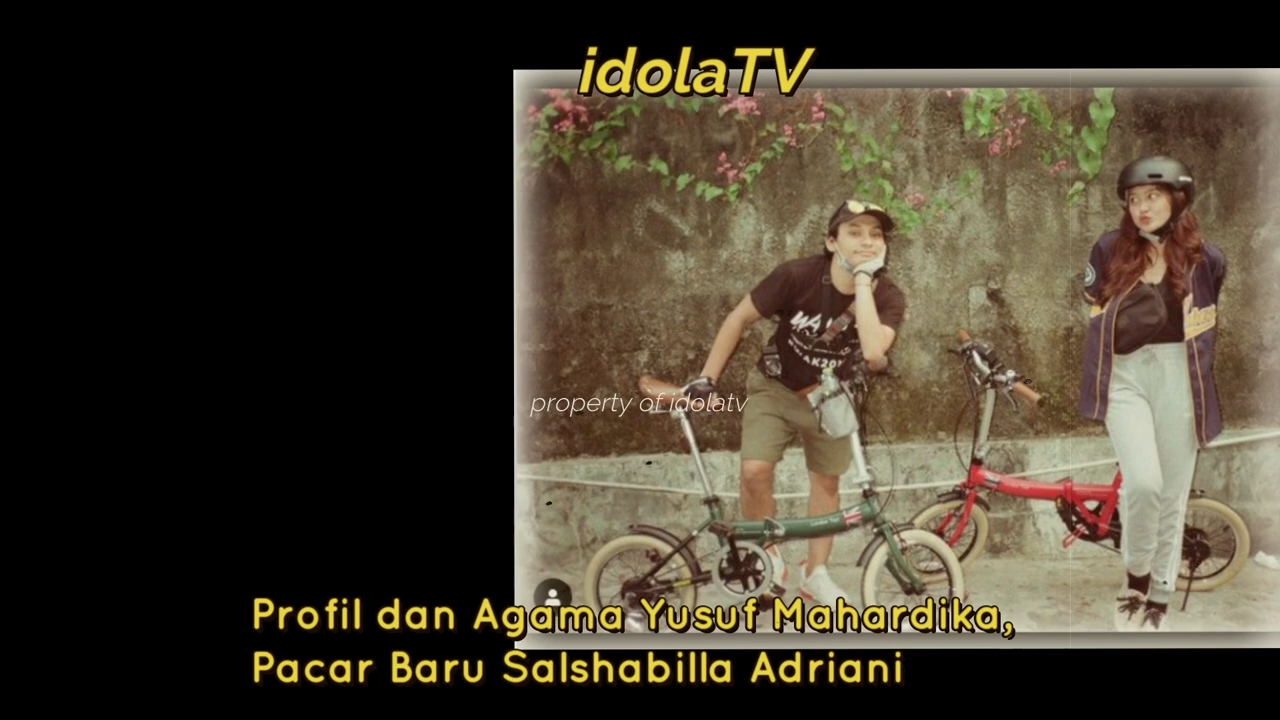 idolaTV
property of idolatv
Profil dan Agama Yusuf Mahardika,
Pacar Baru Salshabilla Adriani